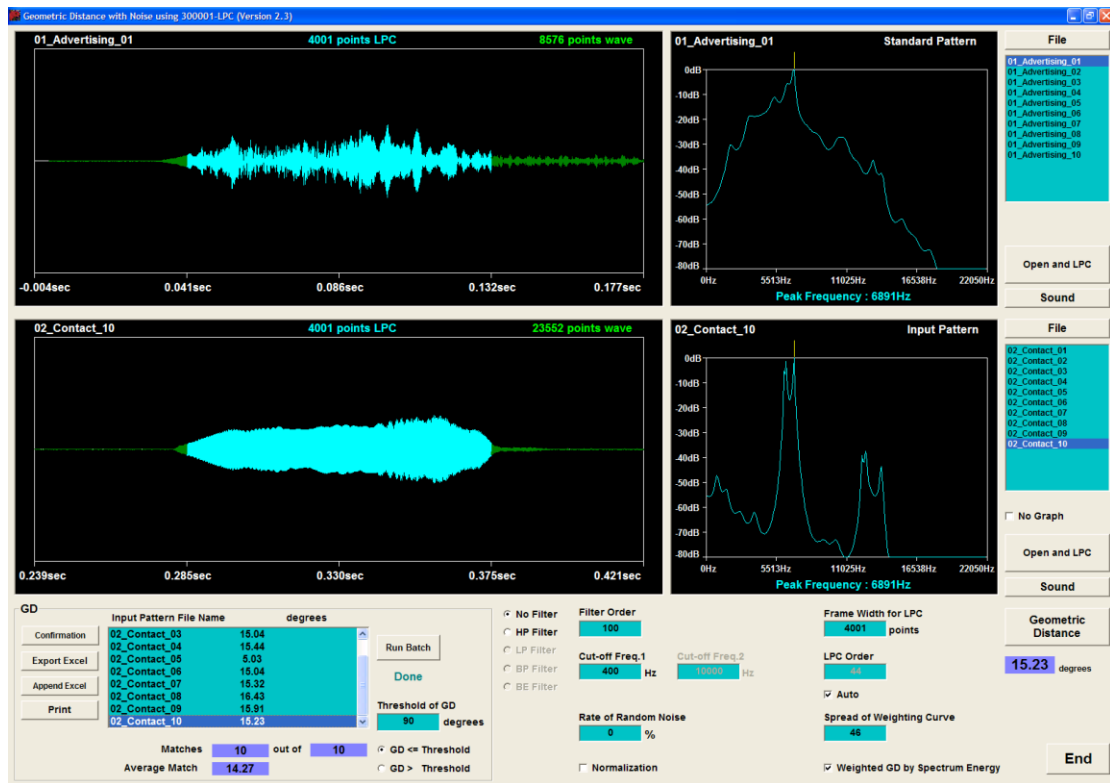 Geometric Distance with Noise using 300001-LPC (Version 2.3)
01_Advertising_01 4001 points LPC 8576 points wave
-0.004sec 0.041sec 0.086sec 0.132sec 0.177sec
01_Advertising_01 Standard Pattern
0dB
-10dB
-20dB
-30dB
-40dB
-50dB
-60dB
-70dB
-80dB
0Hz 5513Hz 11025Hz 16538Hz 22050Hz
Peak Frequency : 6891Hz
File
01_Advertising_01
01_Advertising_02
01_Advertising_03
01_Advertising_04
01_Advertising_05
01_Advertising_06
01_Advertising_07
01_Advertising_08
01_Advertising_09
01_Advertising_10
Open and LPC
Sound
02_Contact_10 4001 points LPC 23552 points wave
0.239sec 0.285sec 0.330sec 0.375sec 0.421sec
02_Contact_10 Input Pattern
0dB
-10dB
-20dB
-30dB
-40dB
-50dB
-60dB
-70dB
-80dB
0Hz 5513Hz 11025Hz 16538Hz 22050Hz
Peak Frequency : 6891Hz
File
02_Contact_01
02_Contact_02
02_Contact_03
02_Contact_04
02_Contact_05
02_Contact_06
02_Contact_07
02_Contact_08
02_Contact_09
02_Contact_10
No Graph
Open and LPC
Sound
Geometric
Distance
15.23 degrees
End
GD
Confirmation
Export Excel
Append Excel
Print
Input Pattern File Name degrees
02_Contact_03 15.04
02_Contact_04 15.44
02_Contact_05 5.03
02_Contact_06 15.04
02_Contact_07 15.32
02_Contact_08 16.43
02_Contact_09 15.91
02_Contact_10 15.23
Run Batch
Done
Threshold of GD
90 degrees
Matches 10 out of 10
Average Match 14.27
GD <= Threshold
GD > Threshold
No Filter
HP Filter
LP Filter
BP Filter
BE Filter
Filter Order
100
Cut-off Freq.1 Cut-off Freq.2
400 Hz 10000 Hz
Rate of Random Noise
0 %
Normalization
Frame Width for LPC
4001 points
LPC Order
44
Auto
Spread of Weighting Curve
46
Weighted GD by Spectrum Energy